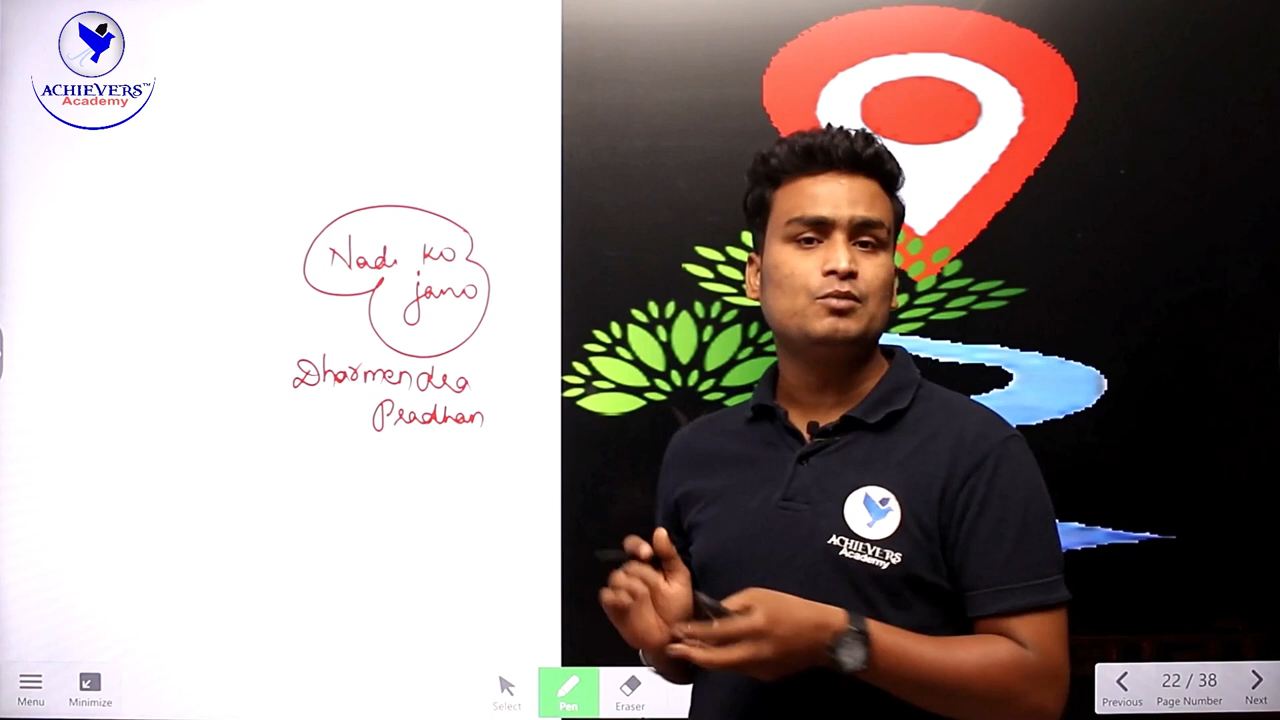 ACHIEVERS™
Academy
Nadi ko
jano
Dharmendra
Pradhan
ACHIEVERS
Academy
Menu
Minimize
Select
Pen
Eraser
22 / 38
Previous
Page Number
Next